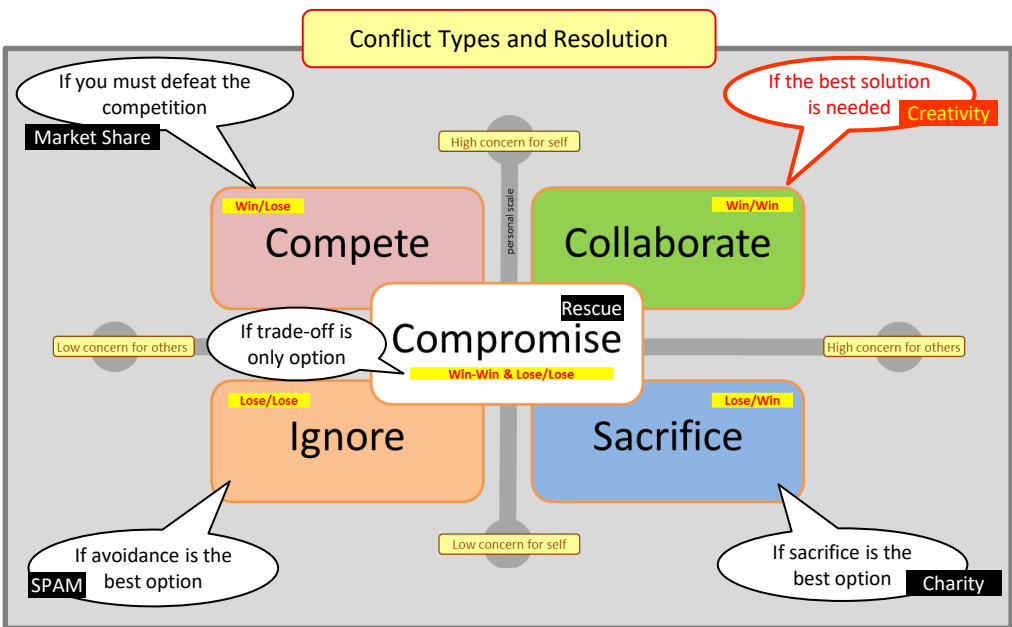 Conflict Types and Resolution
If you must defeat the
competition
Market Share
If the best solution
is needed
Creativity
High concern for self
personal scale
Win/Lose
Compete
Win/Win
Collaborate
Rescue
If trade-off is
only option
Compromise
Win-Win & Lose/Lose
Low concern for others
High concern for others
Lose/Lose
Ignore
Lose/Win
Sacrifice
Low concern for self
If avoidance is the
best option
SPAM
If sacrifice is the
best option
Charity